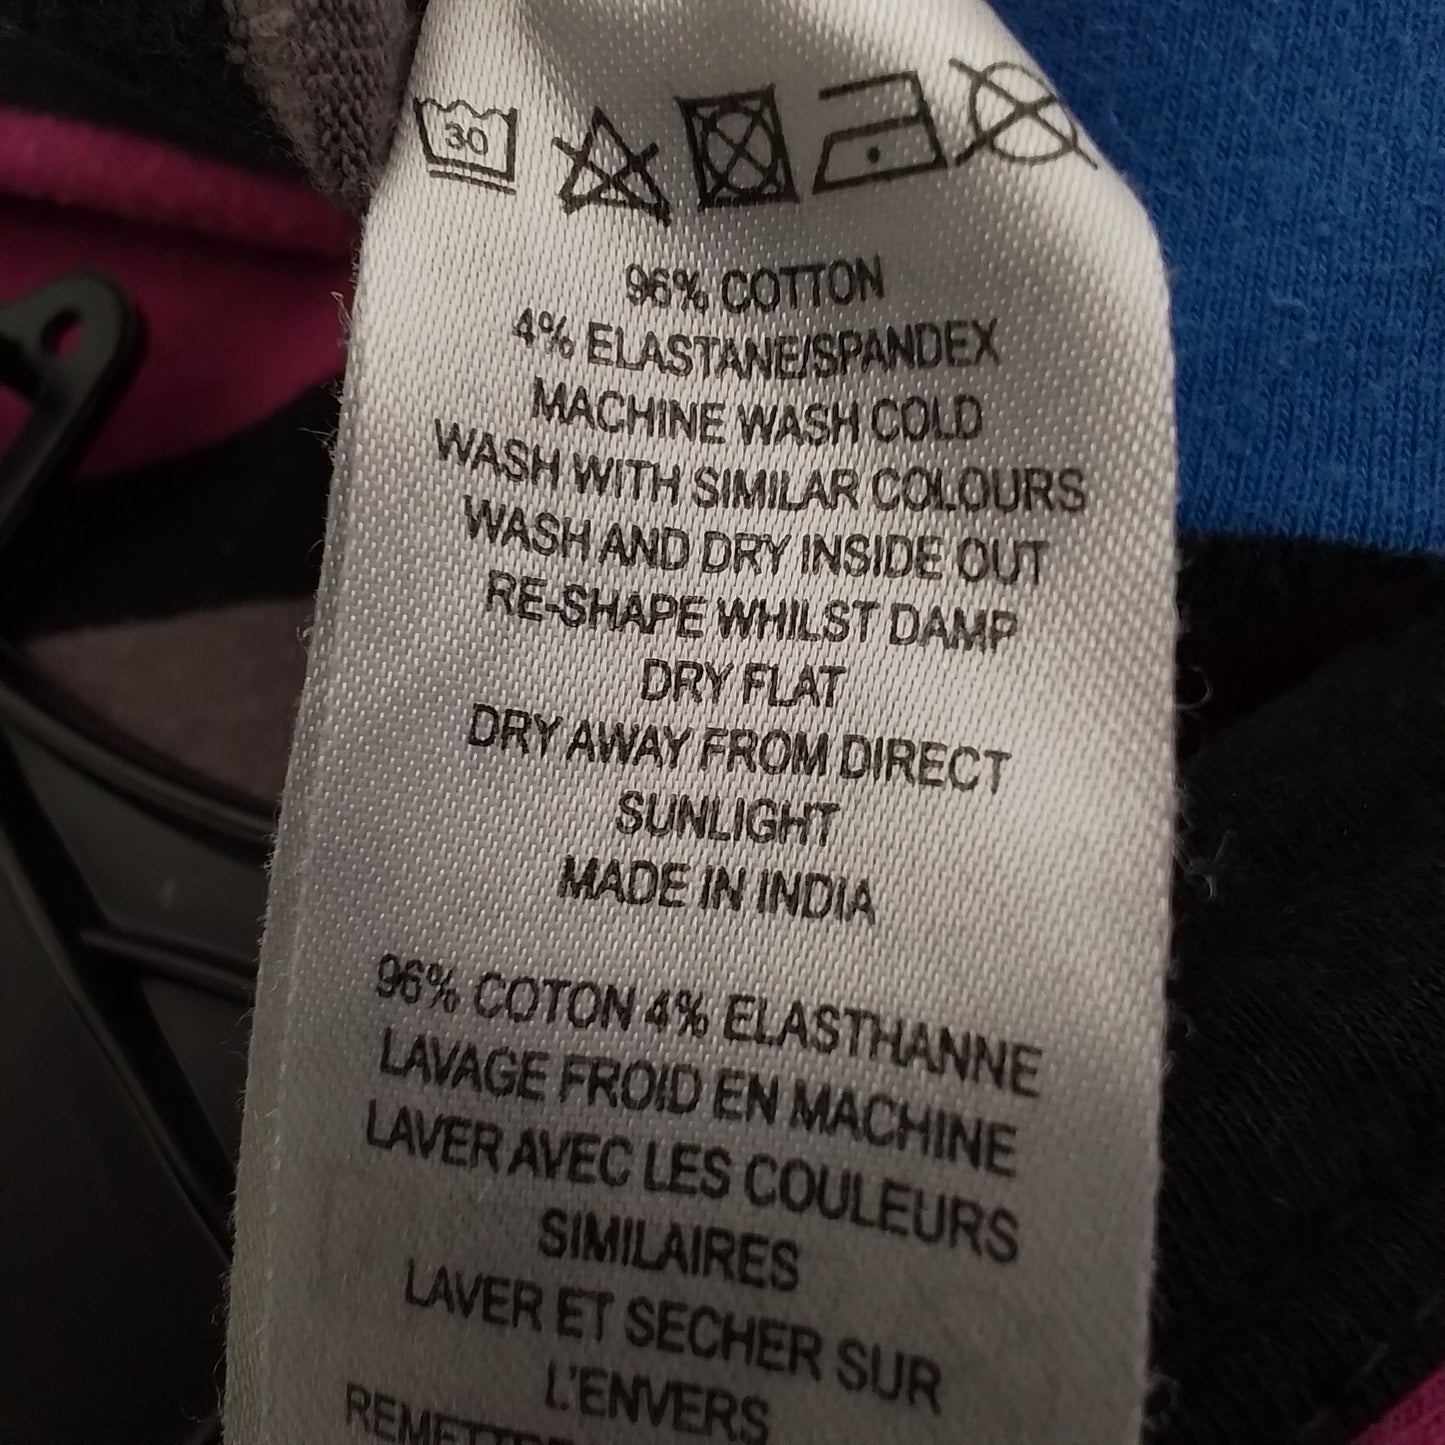 30
96% COTTON
4% ELASTANE/SPANDEX
MACHINE WASH COLD
WASH WITH SIMILAR COLOURS
WASH AND DRY INSIDE OUT
RE-SHAPE WHILST DAMP
DRY FLAT
DRY AWAY FROM DIRECT
SUNLIGHT
MADE IN INDIA
96% COTON 4% ELASTHANNE
LAVAGE FROID EN MACHINE
LAVER AVEC LES COULEURS
SIMILAIRES
LAVER ET SECHER SUR
L'ENVERS